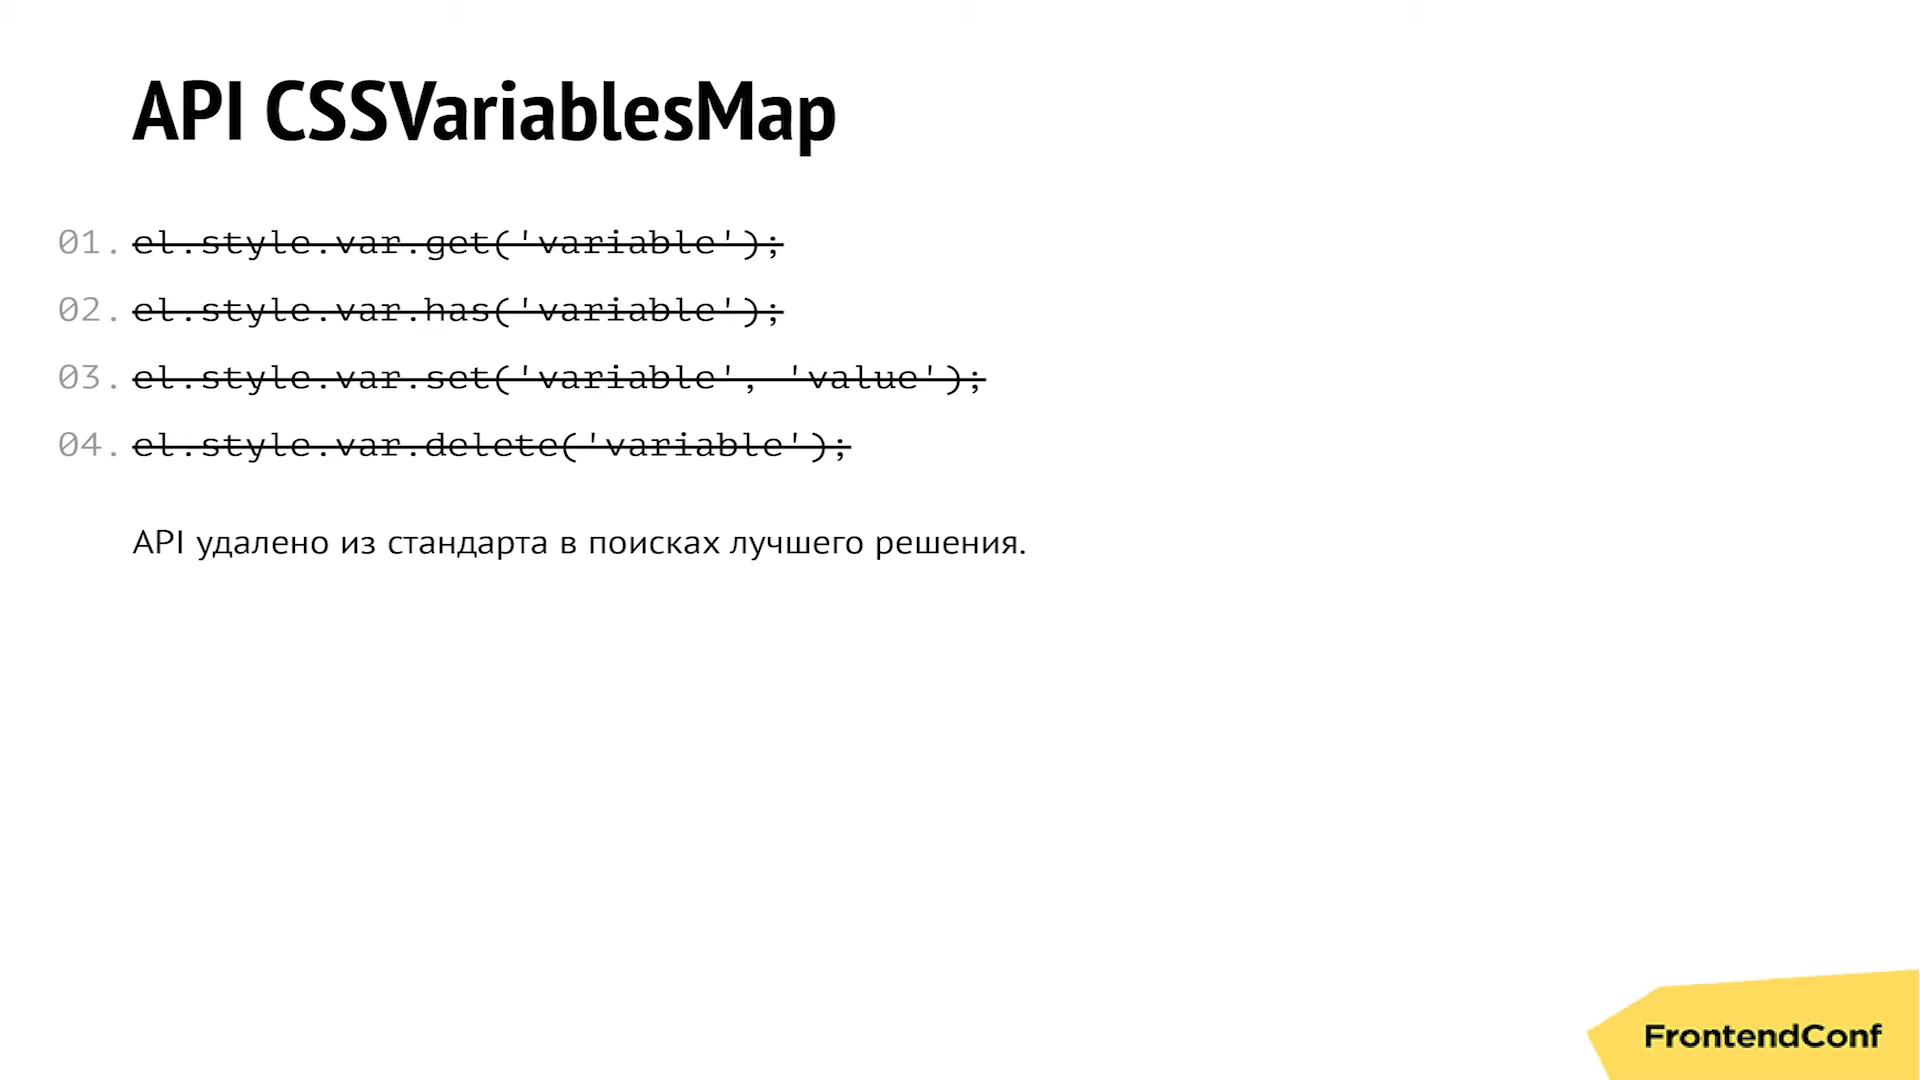 API CSSVariablesMap
01. el.style.var.get('variable');
02. el.style.var.has('variable');
03. el.style.var.set('variable', 'value');
04. el.style.var.delete('variable');
API удалено из стандарта в поисках лучшего решения.
FrontendConf